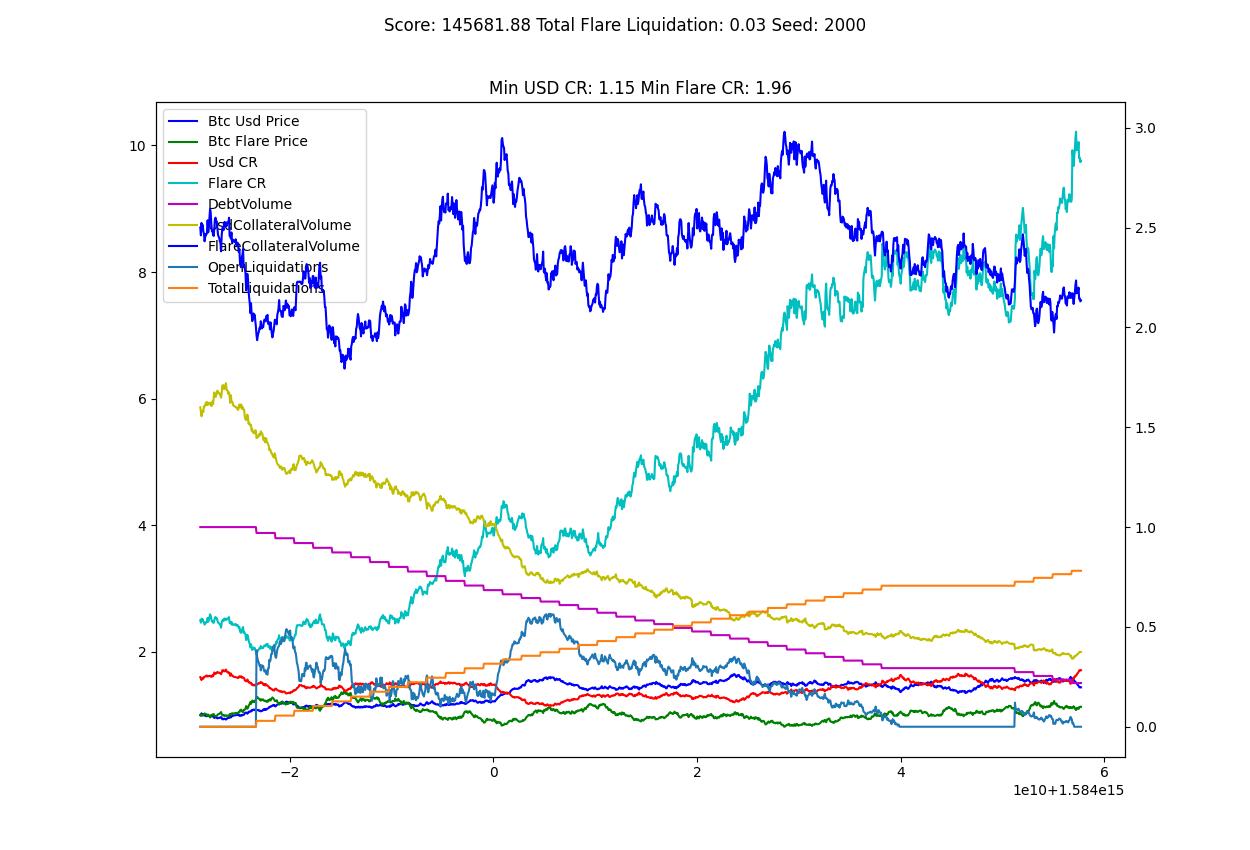 Score: 145681.88 Total Flare Liquidation: 0.03 Seed: 2000
Min USD CR: 1.15 Min Flare CR: 1.96
Btc Usd Price
Btc Flare Price
Usd CR
Flare CR
DebtVolume
UsdCollateralVolume
FlareCollateralVolume
OpenLiquidations
TotalLiquidations
10
8
6
4
2
3.0
2.5
2.0
1.5
1.0
0.5
0.0
−2
0
2
4
6
1e10+1.584e15